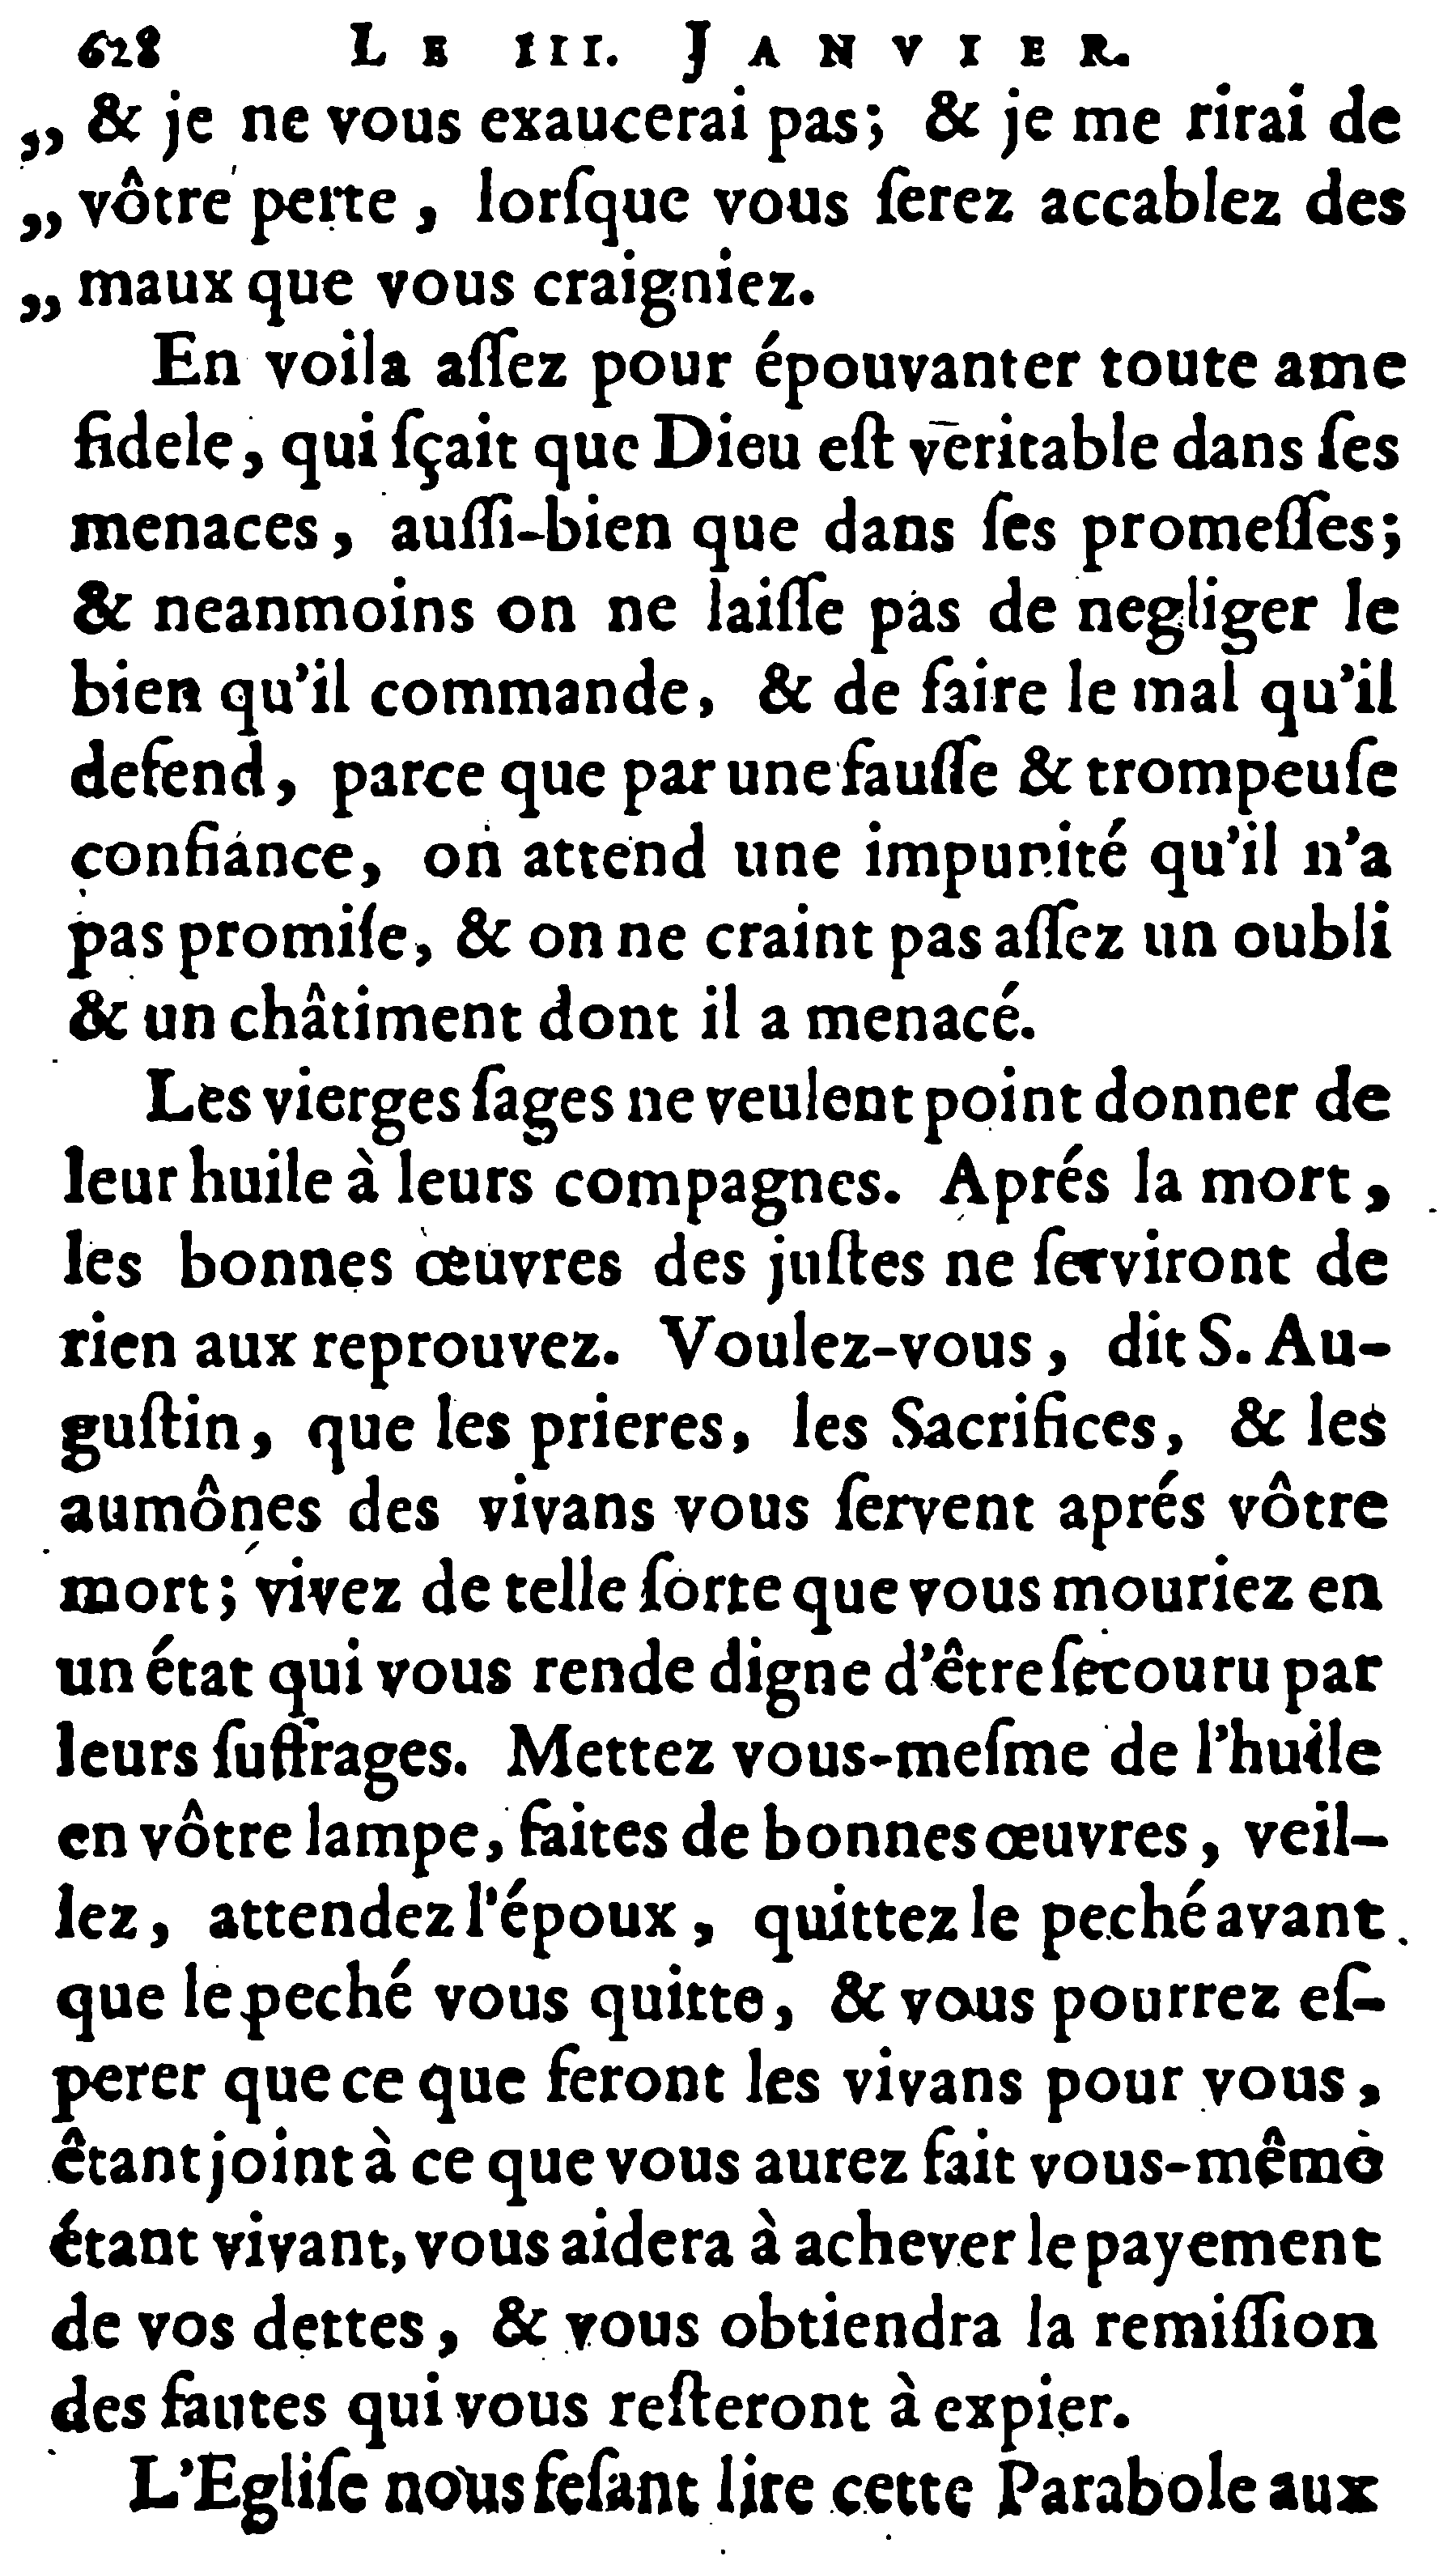 628 LE III. JANVIER.
„ & je ne vous exaucerai pas; & je me rirai de
„ vôtre perte, lorſque vous ſerez accablez des
„ maux que vous craigniez.
En voila aſſez pour épouvanter toute ame
fidele, qui ſçait que Dieu eſt veritable dans ſes
menaces, auſſi-bien que dans ſes promeſſes;
& neanmoins on ne laiſſe pas de negliger le
bien qu'il commande, & de faire le mal qu'il
defend, parce que par une fauſſe & trompeuſe
confiance, on attend une impunité qu'il n'a
pas promiſe, & on ne craint pas aſſez un oubli
& un châtiment dont il a menacé.
Les vierges ſages ne veulent point donner de
leur huile à leurs compagnes. Aprés la mort,
les bonnes œuvres des juſtes ne ſerviront de
rien aux reprouvez. Voulez-vous, dit S. Au-
guſtin, que les prieres, les Sacrifices, & les
aumônes des vivans vous ſervent aprés vôtre
mort; vivez de telle ſorte que vous mouriez en
un état qui vous rende digne d'être ſecouru par
leurs ſuffrages. Mettez vous-meſme de l'huile
en vôtre lampe, faites de bonnes œuvres, veil-
lez, attendez l'époux, quittez le peché avant
que le peché vous quitte, & vous pourrez eſ-
perer que ce que feront les vivans pour vous,
étant joint à ce que vous aurez fait vous-même
étant vivant, vous aidera à achever le payement
de vos dettes, & vous obtiendra la remiſſion
des fautes qui vous reſteront à expier.
L'Egliſe nous feſant lire cette Parabole aux